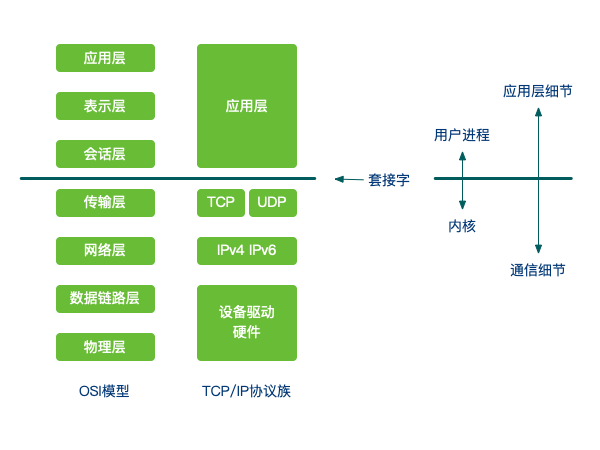 应用层
表示层
会话层
传输层
网络层
数据链路层
物理层
OSI模型
应用层
TCP
UDP
IPv4 IPv6
设备驱动
硬件
TCP/IP协议族
套接字
用户进程
内核
应用层细节
通信细节